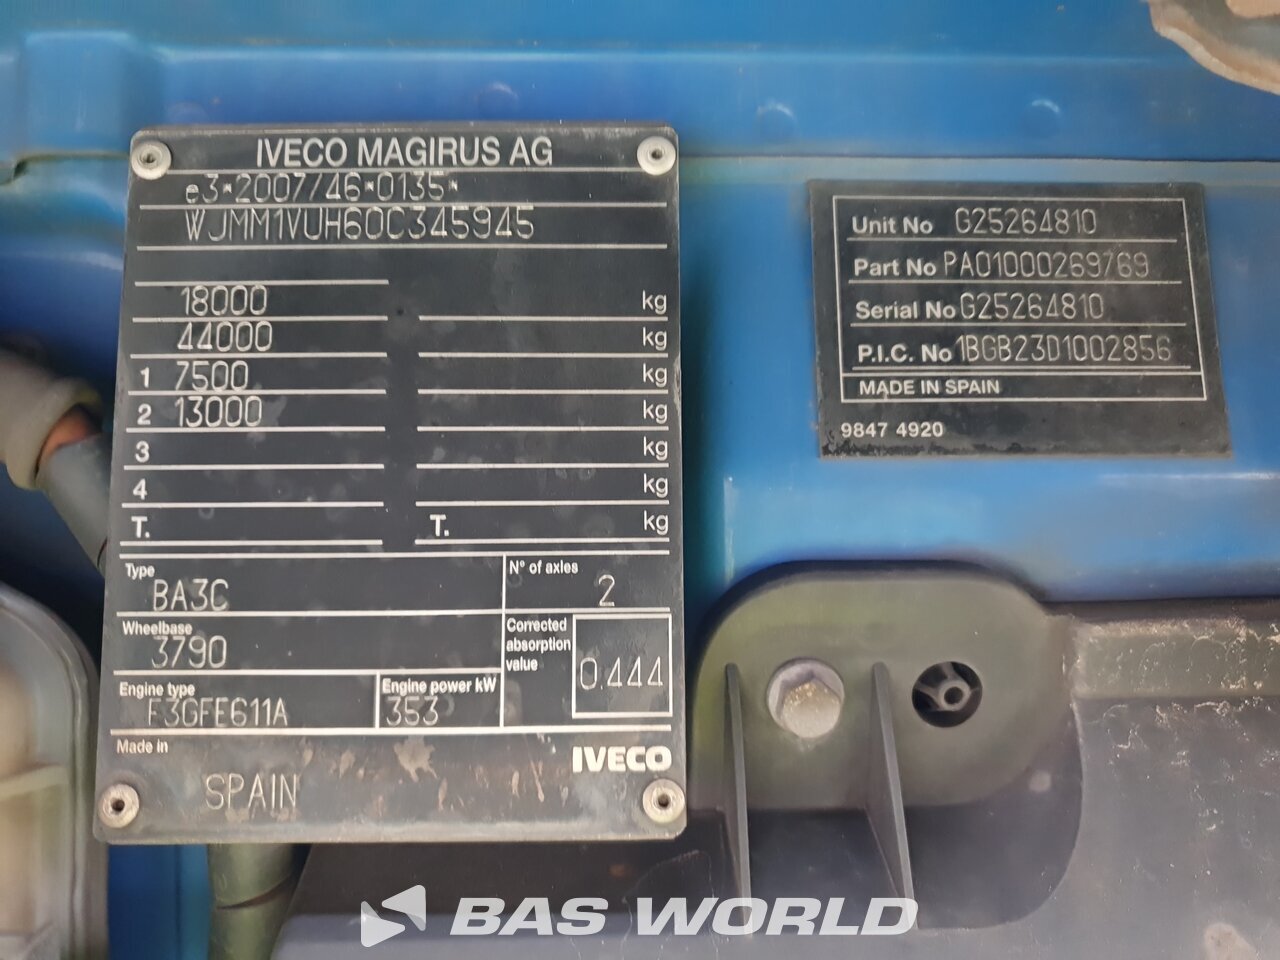 IVECO MAGIRUS AG
e3*2007/46*0135*
WJMM1VUH60C345945
18000 kg
44000 kg
1 7500 kg
2 13000 kg
3 kg
4 kg
T. T. kg
Type
BA3C
N° of axles
2
Wheelbase
3790
Corrected absorption value
0.444
Engine type
F3GFE611A
Engine power kW
353
Made in
SPAIN
IVECO
Unit No G25264810
Part No PA01000269769
Serial No G25264810
P.I.C. No 1BGB23D1002856
MADE IN SPAIN
9847 4920
BAS WORLD